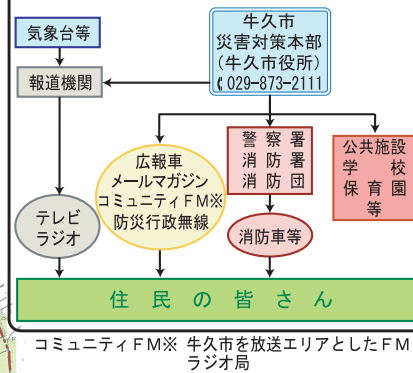 気象台等
牛久市
災害対策本部
(牛久市役所)
☎029-873-2111
報道機関
広報車
メールマガジン
コミュニティFM※
防災行政無線
警察署
消防署
消防団
公共施設
学校
保育園
等
テレビ
ラジオ
消防車等
住民の皆さん
コミュニティFM※ 牛久市を放送エリアとしたFM
ラジオ局